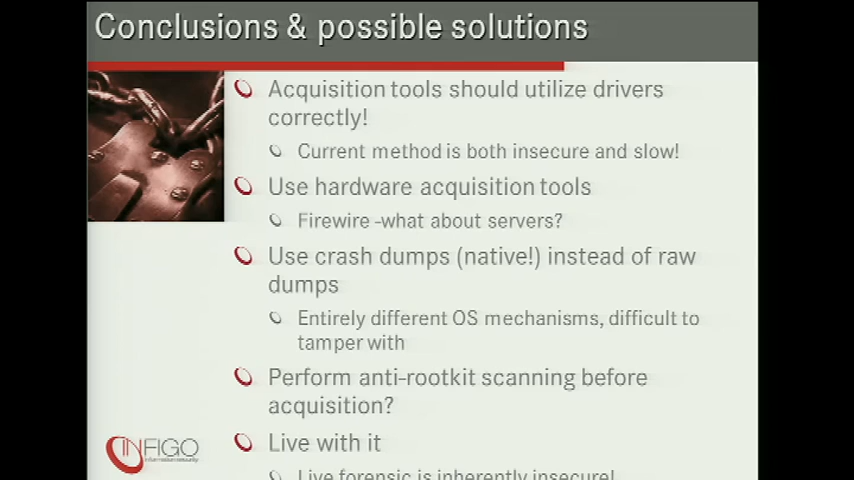 Conclusions & possible solutions
Acquisition tools should utilize drivers
correctly!
Current method is both insecure and slow!
Use hardware acquisition tools
Firewire -what about servers?
Use crash dumps (native!) instead of raw
dumps
Entirely different OS mechanisms, difficult to
tamper with
Perform anti-rootkit scanning before
acquisition?
Live with it
Live forensic is inherently insecure!
INFIGO
information security